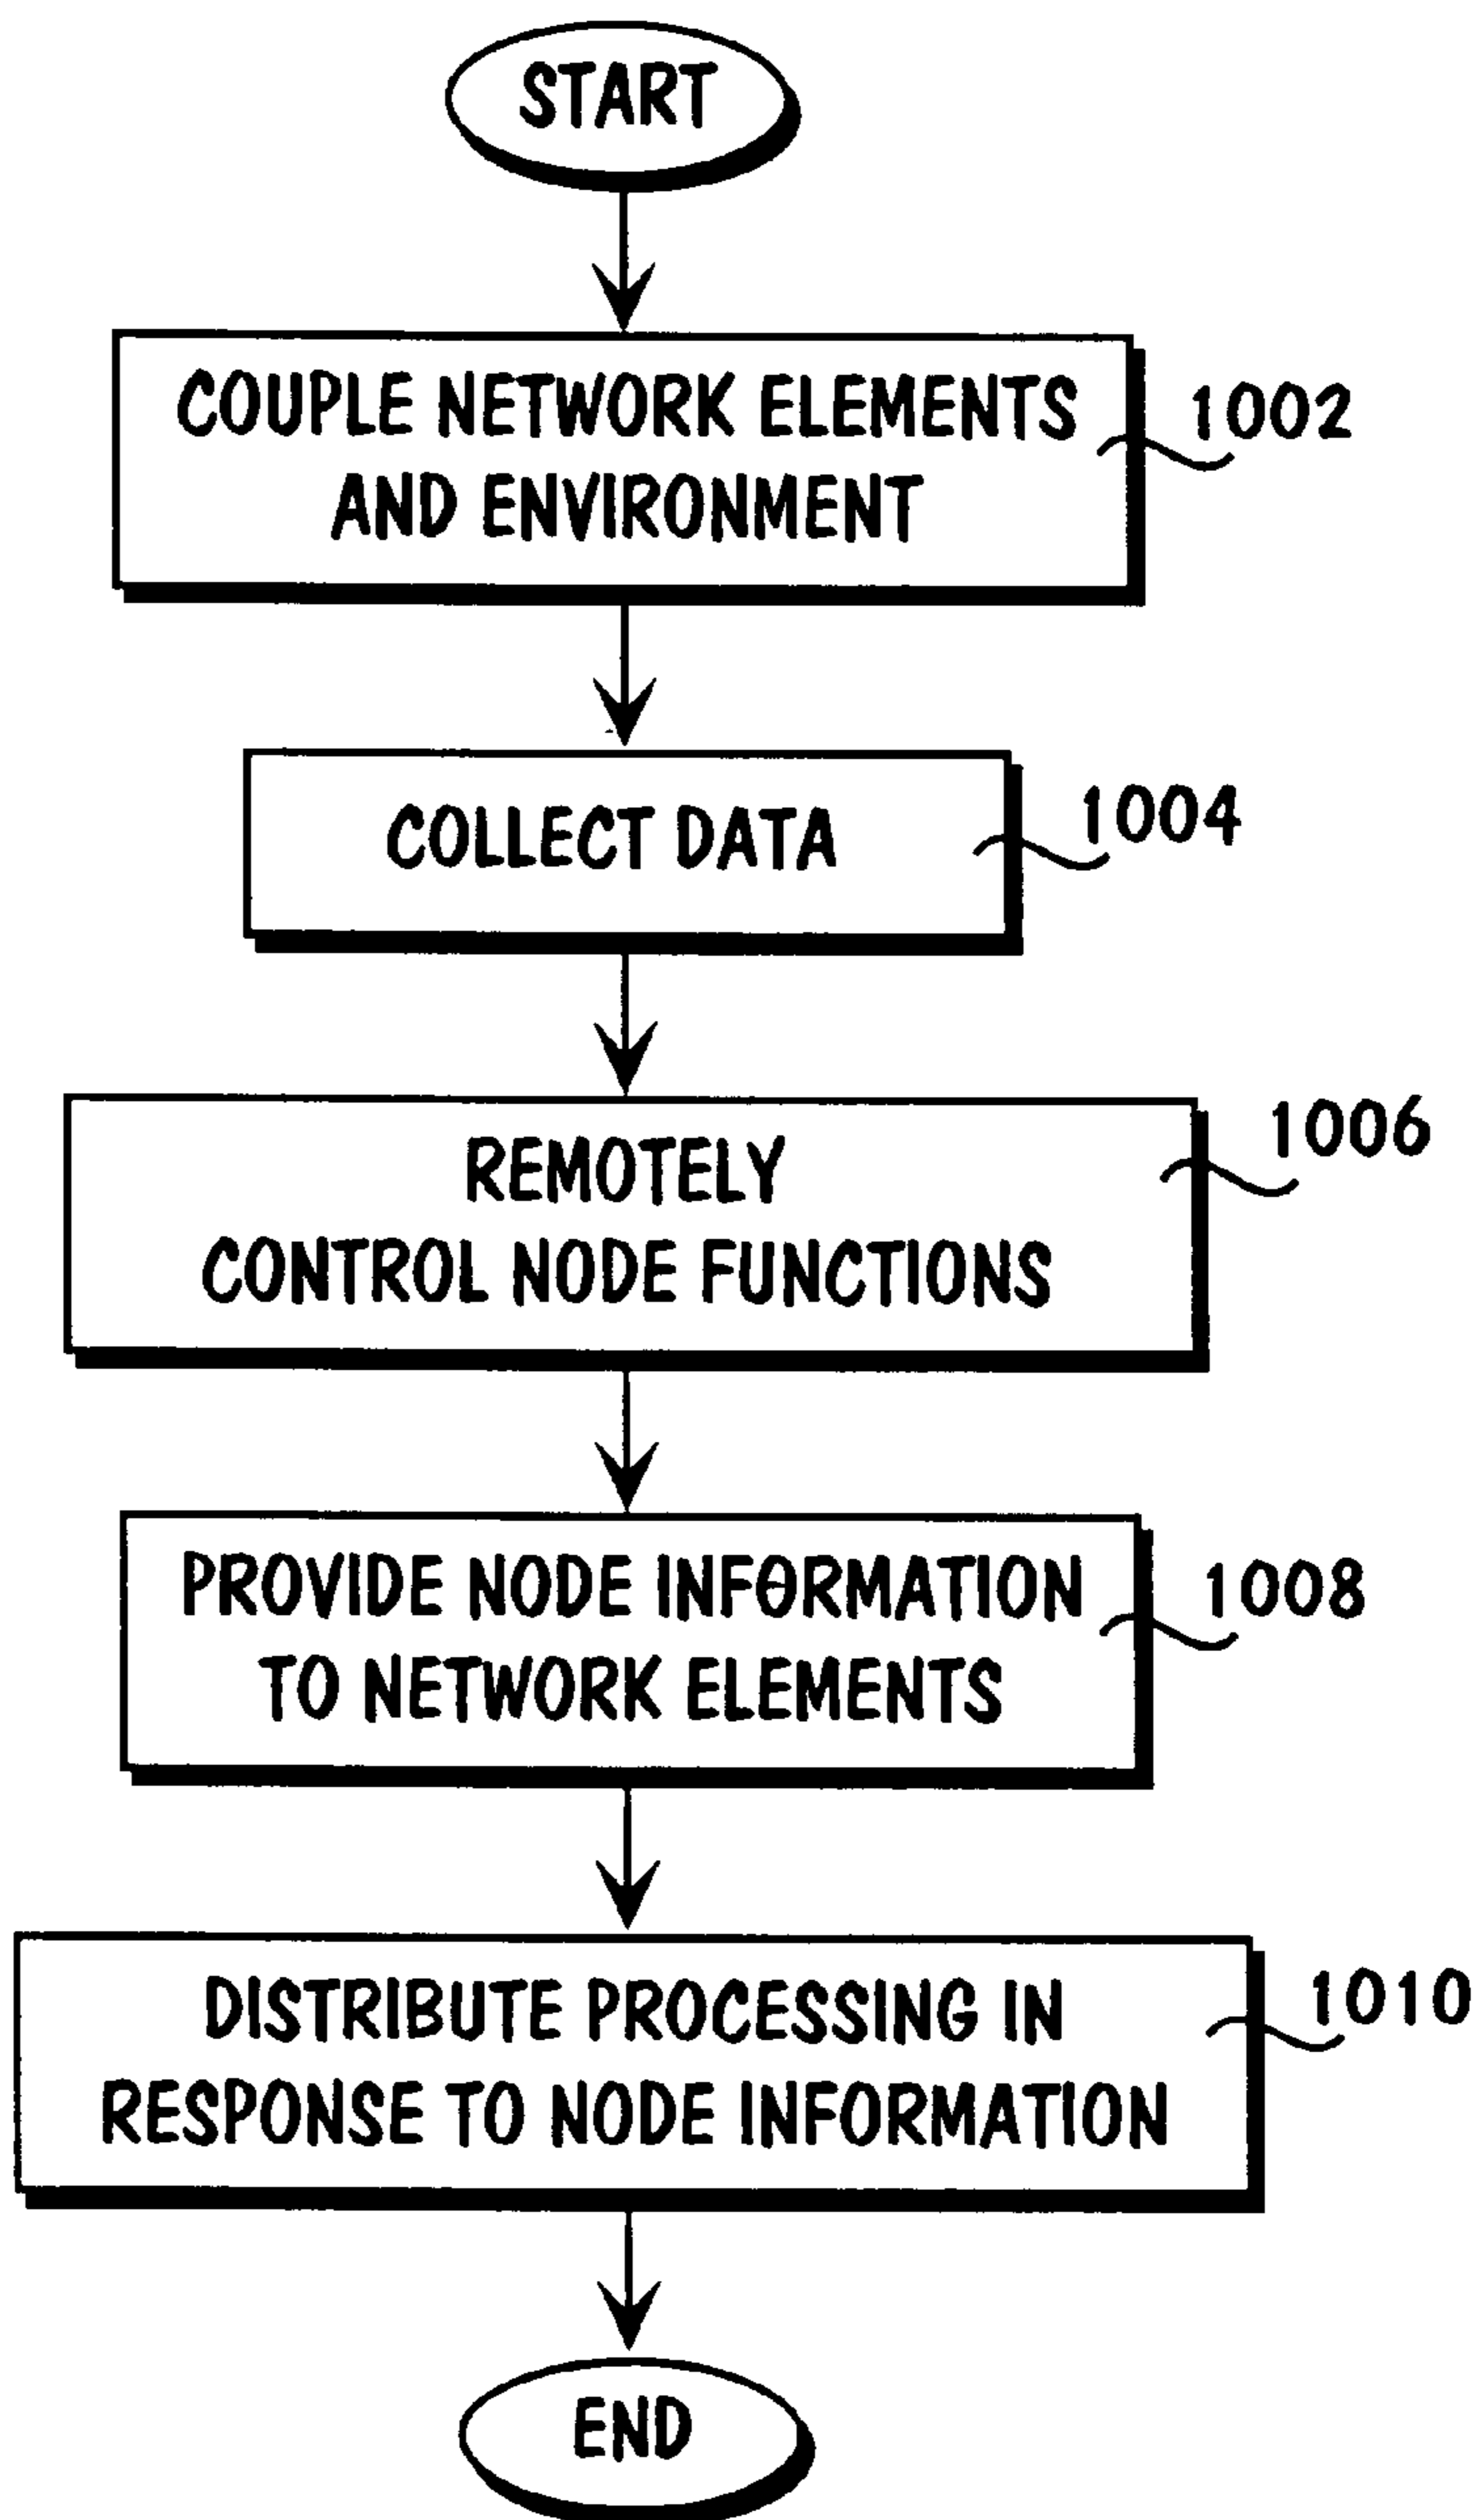 START
COUPLE NETWORK ELEMENTS
AND ENVIRONMENT
1002
COLLECT DATA
1004
REMOTELY
CONTROL NODE FUNCTIONS
1006
PROVIDE NODE INFORMATION
TO NETWORK ELEMENTS
1008
DISTRIBUTE PROCESSING IN
RESPONSE TO NODE INFORMATION
1010
END